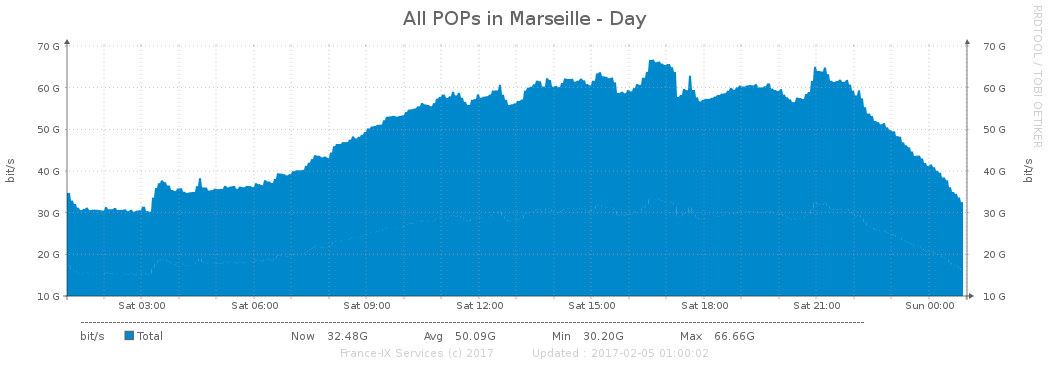 All POPs in Marseille - Day
RRDTOOL / TOBI OETIKER
70 G 70 G
60 G 60 G
50 G 50 G
40 G 40 G
30 G 30 G
20 G 20 G
10 G 10 G
bit/s
bit/s
Sat 03:00 Sat 06:00 Sat 09:00 Sat 12:00 Sat 15:00 Sat 18:00 Sat 21:00 Sun 00:00
bit/s Total Now 32.48G Avg 50.09G Min 30.20G Max 66.66G
France-IX Services (c) 2017 Updated : 2017-02-05 01:00:02